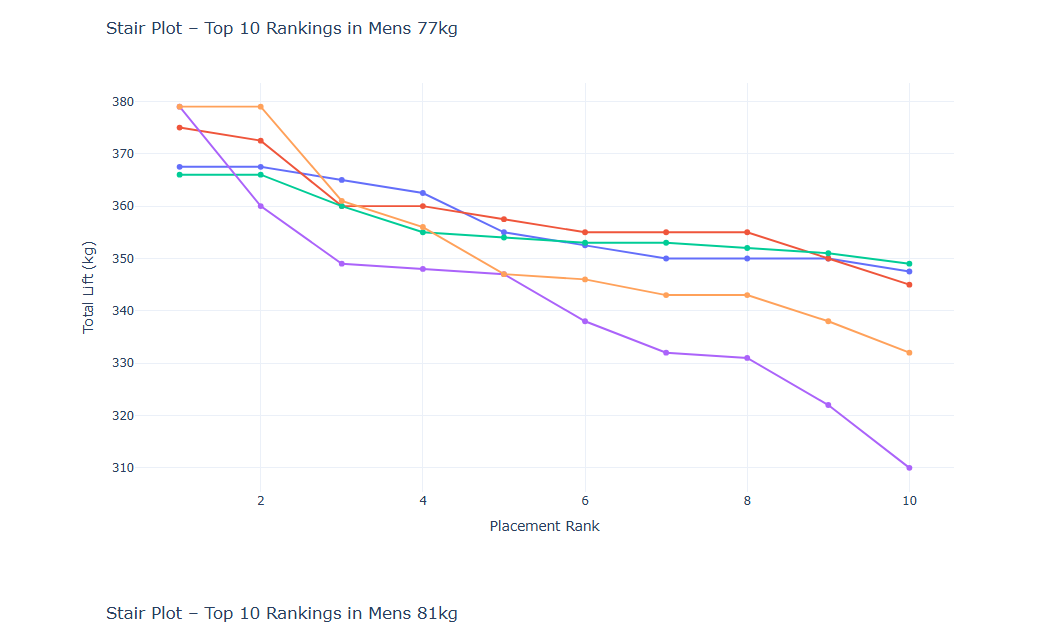 Stair Plot – Top 10 Rankings in Mens 77kg
380
370
360
350
340
330
320
310
Total Lift (kg)
2 4 6 8 10
Placement Rank
Stair Plot – Top 10 Rankings in Mens 81kg